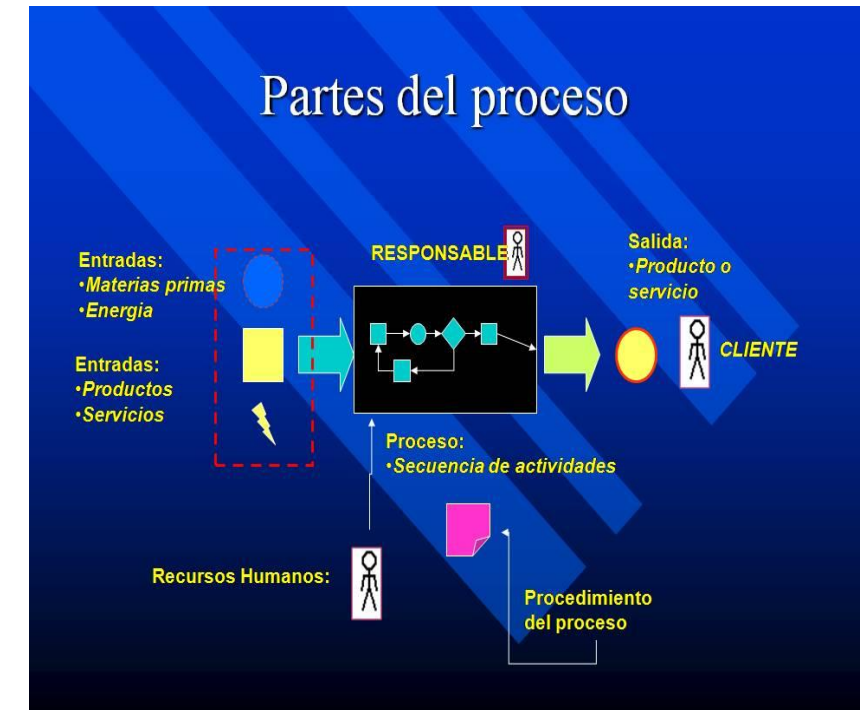 Partes del proceso
Entradas:
•Materias primas
•Energia
Entradas:
•Productos
•Servicios
RESPONSABLE
Salida:
•Producto o
servicio
CLIENTE
Proceso:
•Secuencia de actividades
Recursos Humanos:
Procedimiento
del proceso